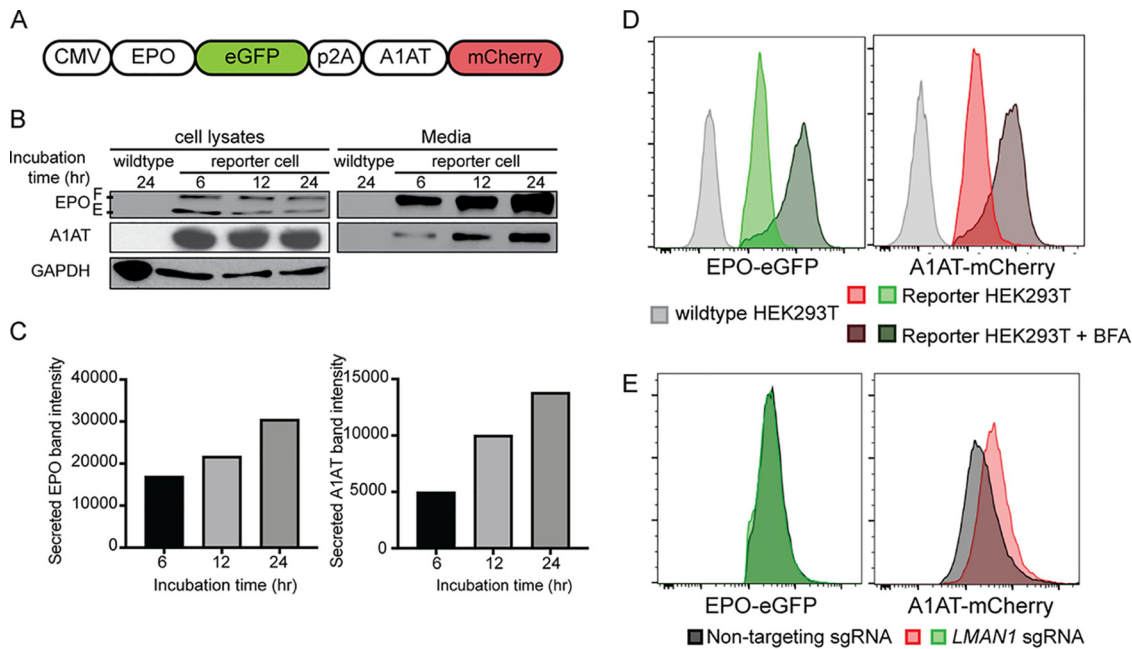 A
CMV EPO eGFP p2A A1AT mCherry
B
cell lysates Media
Incubation time (hr)
wildtype reporter cell wildtype reporter cell
24 6 12 24 24 6 12 24
EPO F E
A1AT
GAPDH
C
Secreted EPO band intensity
40000
30000
20000
10000
0
6 12 24
Incubation time (hr)
Secreted A1AT band intensity
15000
10000
5000
0
6 12 24
Incubation time (hr)
D
EPO-eGFP A1AT-mCherry
wildtype HEK293T
Reporter HEK293T
Reporter HEK293T + BFA
E
EPO-eGFP A1AT-mCherry
Non-targeting sgRNA LMAN1 sgRNA